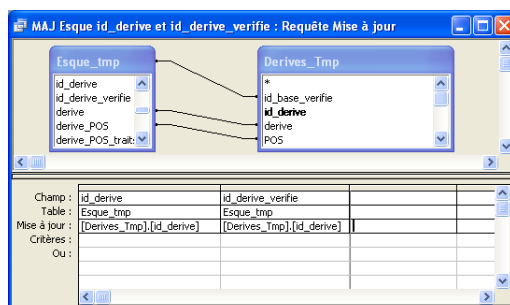 MAJ Esque id_derive et id_derive_verifie : Requête Mise à jour
Esque_tmp
id_derive
id_derive_verifie
derive
derive_POS
derive_POS_traits
Derives_Tmp
*
id_base_verifie
id_derive
derive
POS
Champ : id_derive id_derive_verifie
Table : Esque_tmp Esque_tmp
Mise à jour : [Derives_Tmp].[id_derive] [Derives_Tmp].[id_derive]
Critères :
Ou :